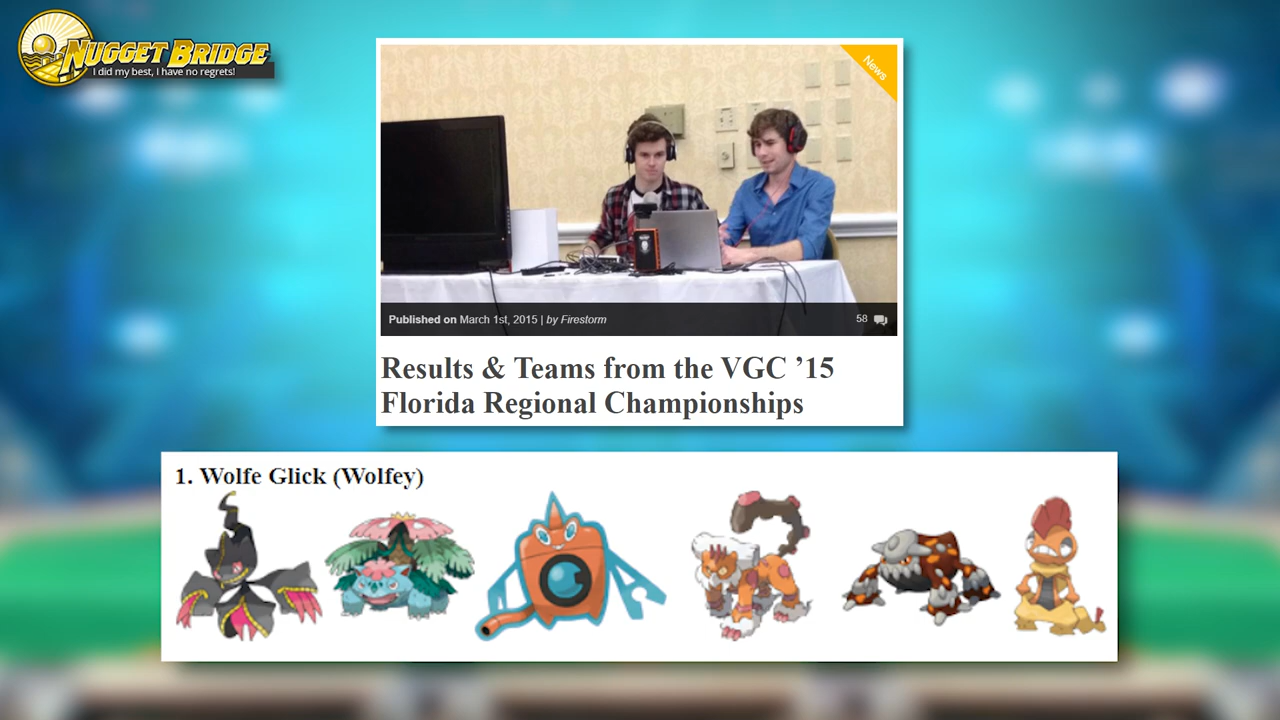 NUGGET BRIDGE
I did my best, I have no regrets!
News
Published on March 1st, 2015 | by Firestorm
58
Results & Teams from the VGC ’15
Florida Regional Championships
1. Wolfe Glick (Wolfey)